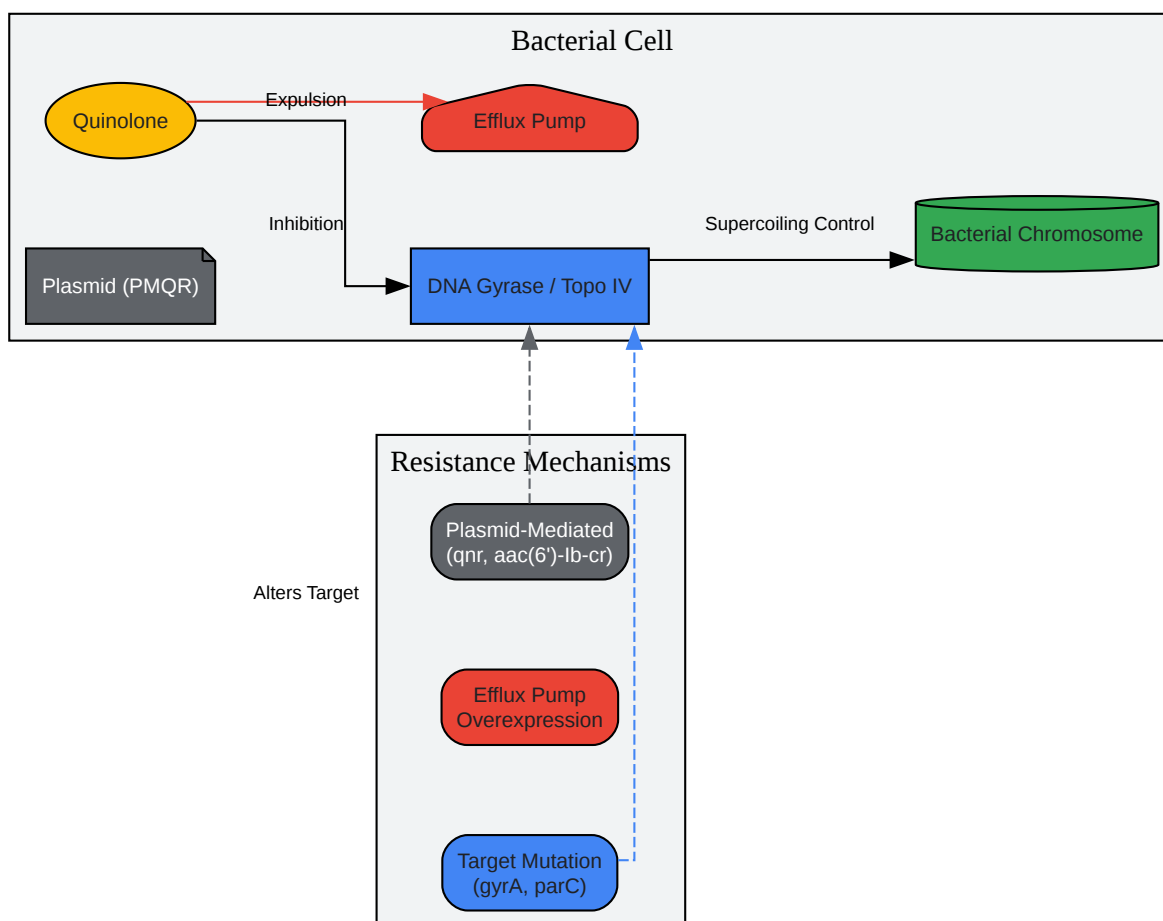 Bacterial Cell
Quinolone
Expulsion
Efflux Pump
Inhibition
Supercoiling Control
Bacterial Chromosome
Plasmid (PMQR)
DNA Gyrase / Topo IV
Resistance Mechanisms
Plasmid-Mediated
(qnr, aac(6')-Ib-cr)
Alters Target
Efflux Pump
Overexpression
Target Mutation
(gyrA, parC)